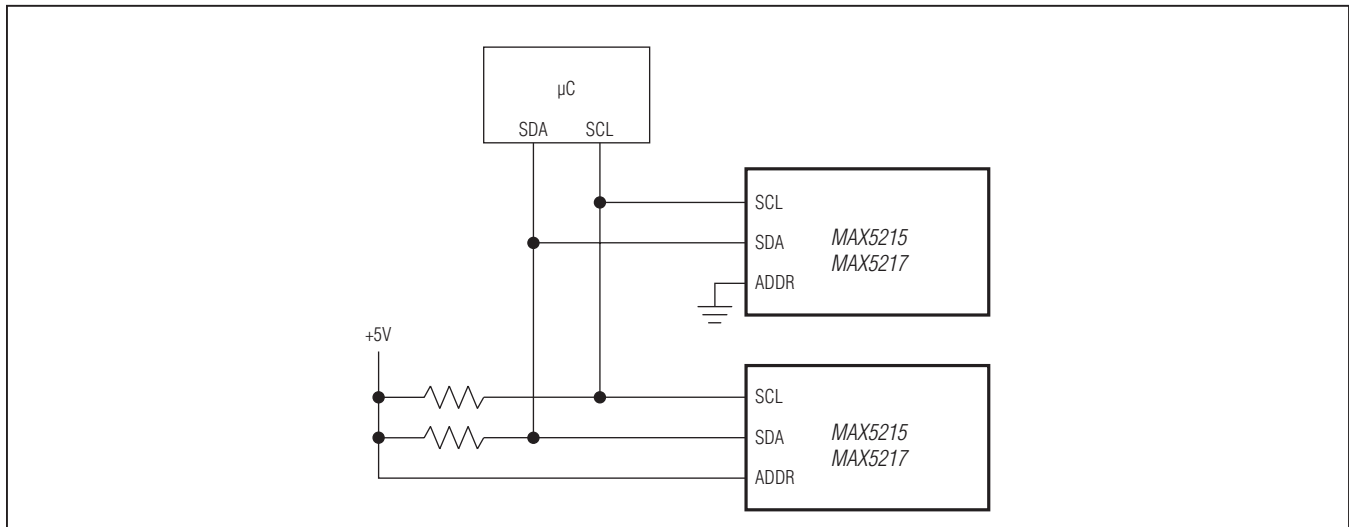 µC
SDA SCL
SCL
SDA
ADDR
MAX5215
MAX5217
+5V
SCL
SDA
ADDR
MAX5215
MAX5217